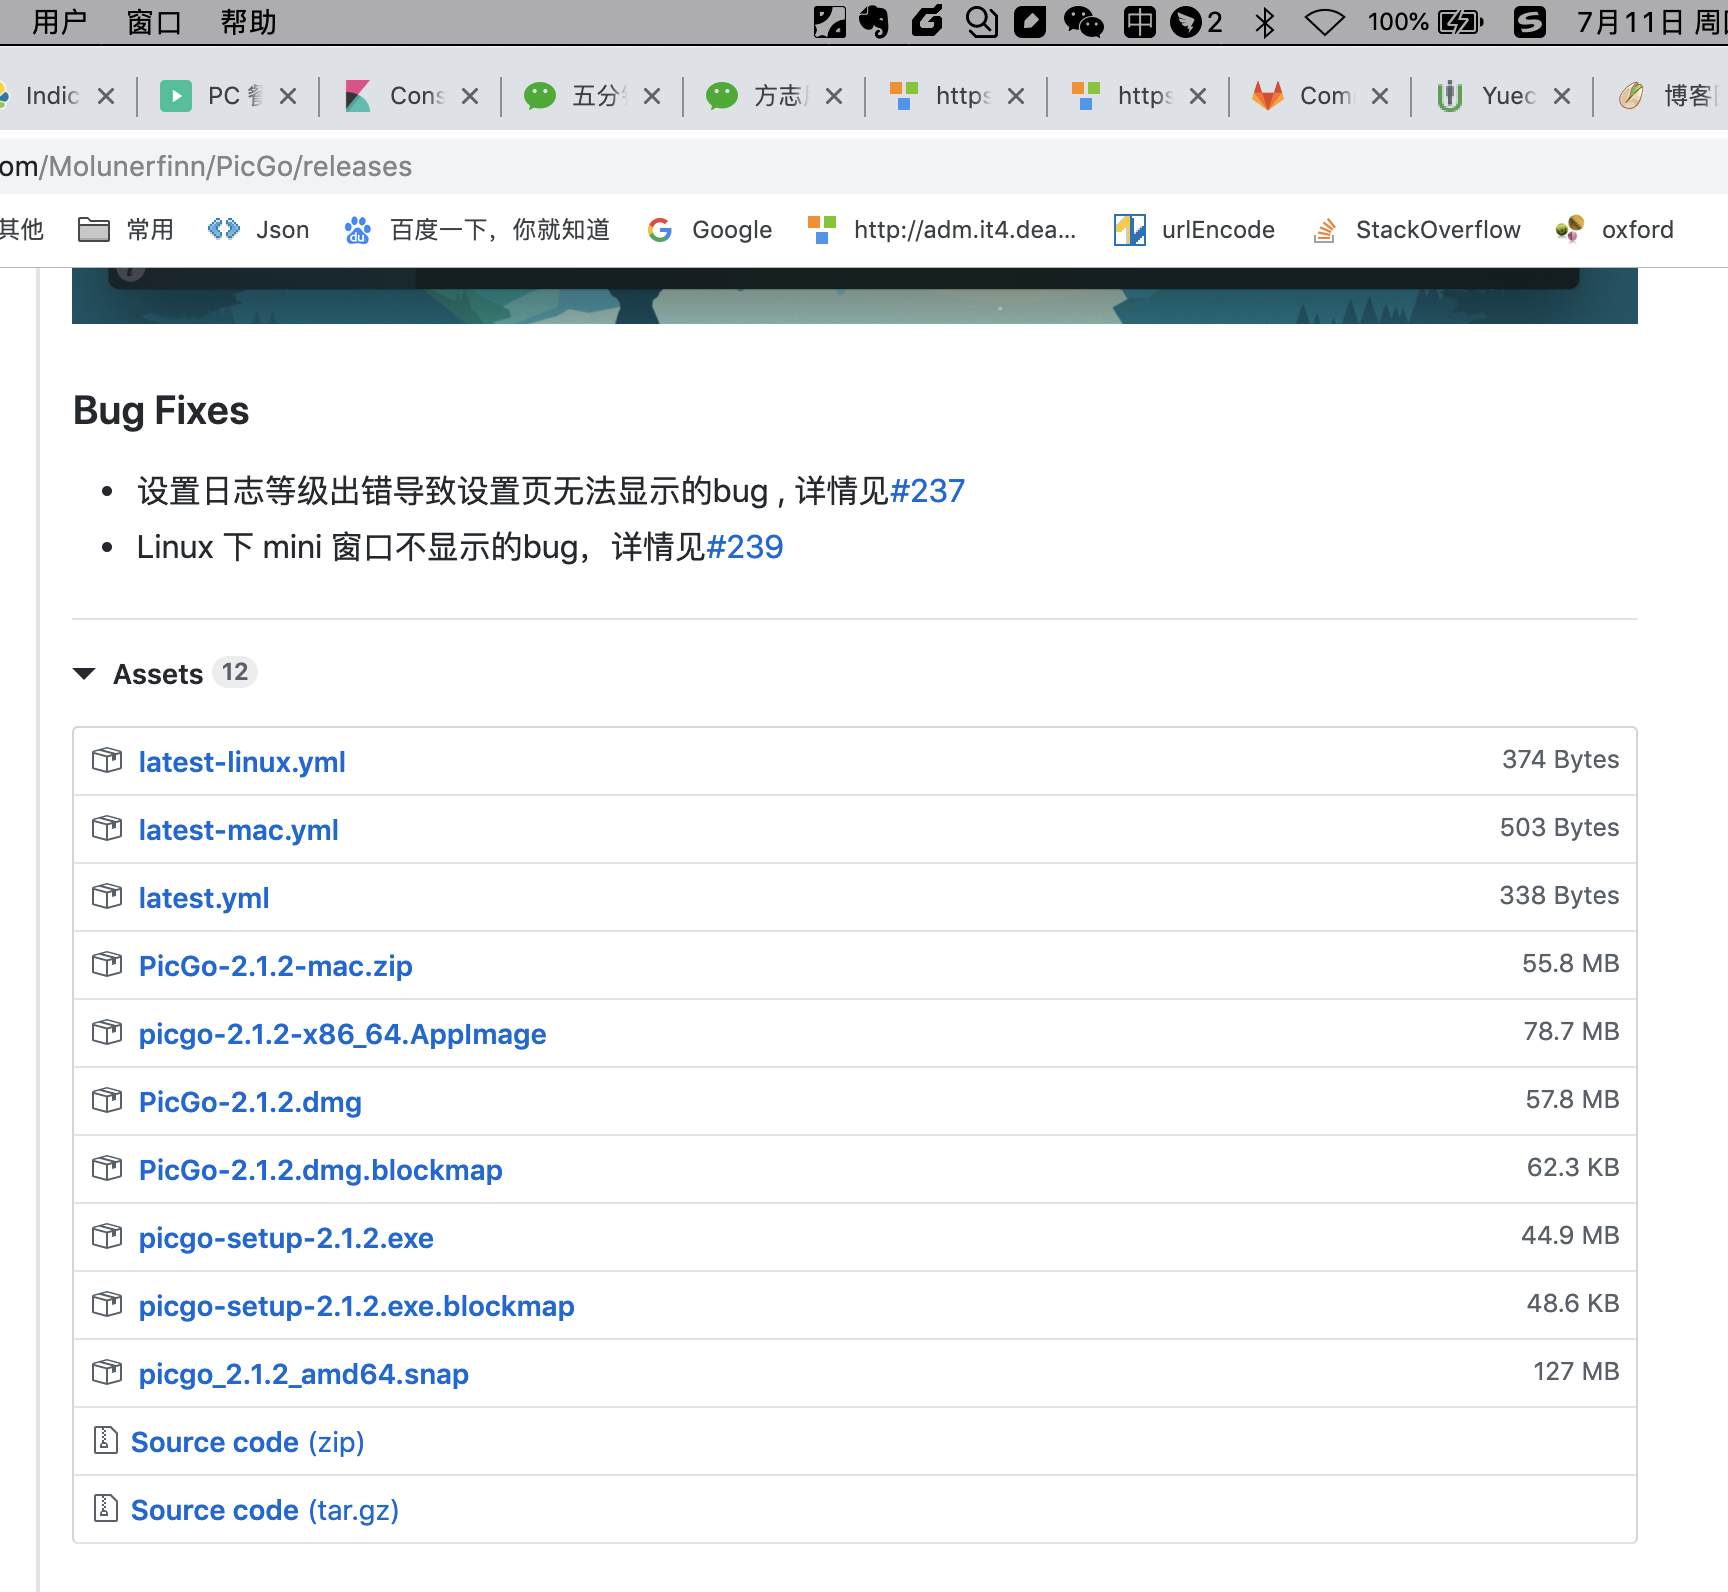 用户 窗口 帮助 中 2 100% 7月11日 周
Indic PC Cons 五分 方志 https https Com Yuec 博客
om/Molunerfinn/PicGo/releases
其他 常用 Json 百度一下，你就知道 Google http://adm.it4.dea... urlEncode StackOverflow oxford
Bug Fixes
设置日志等级出错导致设置页无法显示的bug , 详情见#237
Linux 下 mini 窗口不显示的bug，详情见#239
Assets 12
latest-linux.yml 374 Bytes
latest-mac.yml 503 Bytes
latest.yml 338 Bytes
PicGo-2.1.2-mac.zip 55.8 MB
picgo-2.1.2-x86_64.AppImage 78.7 MB
PicGo-2.1.2.dmg 57.8 MB
PicGo-2.1.2.dmg.blockmap 62.3 KB
picgo-setup-2.1.2.exe 44.9 MB
picgo-setup-2.1.2.exe.blockmap 48.6 KB
picgo_2.1.2_amd64.snap 127 MB
Source code (zip)
Source code (tar.gz)